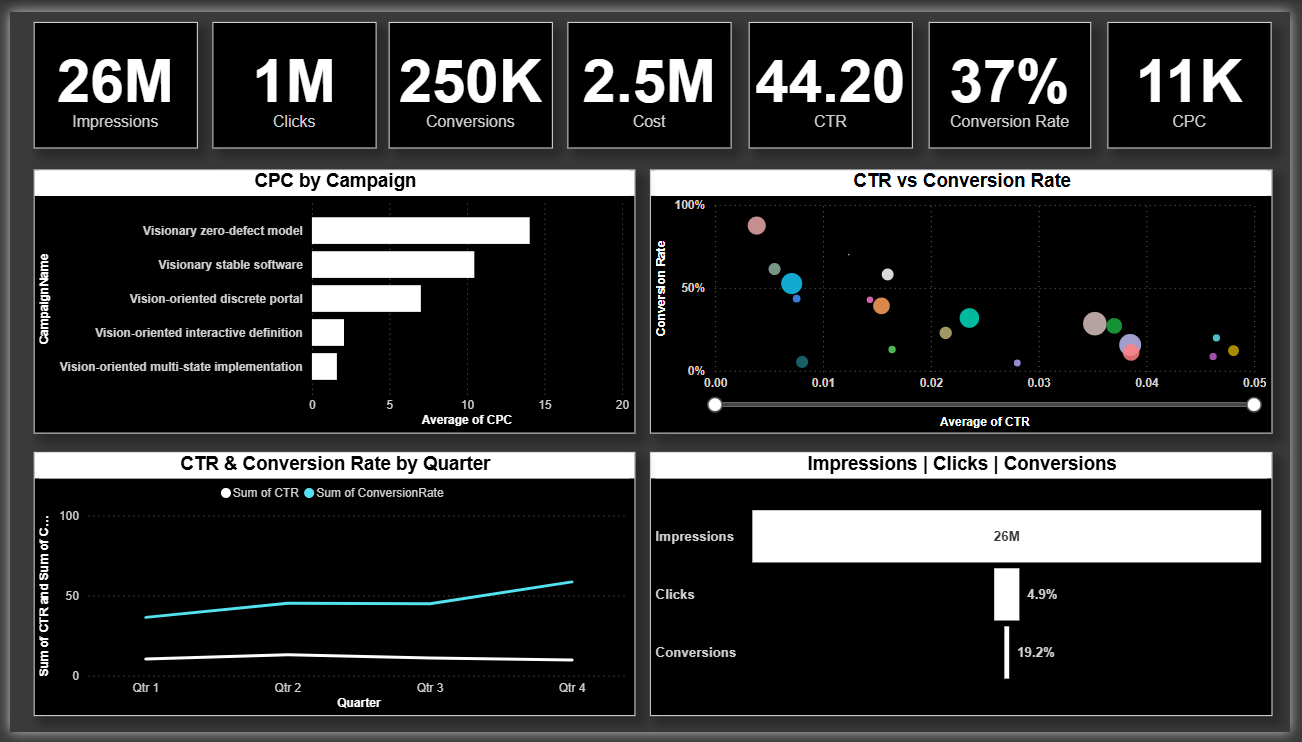 26M
Impressions
1M
Clicks
250K
Conversions
2.5M
Cost
44.20
CTR
37%
Conversion Rate
11K
CPC
CPC by Campaign
CampaignName
Visionary zero-defect model
Visionary stable software
Vision-oriented discrete portal
Vision-oriented interactive definition
Vision-oriented multi-state implementation
0 5 10 15 20
Average of CPC
CTR vs Conversion Rate
Conversion Rate
100%
50%
0%
0.00 0.01 0.02 0.03 0.04 0.05
Average of CTR
CTR & Conversion Rate by Quarter
Sum of CTR Sum of ConversionRate
Sum of CTR and Sum of C...
100
50
0
Qtr 1 Qtr 2 Qtr 3 Qtr 4
Quarter
Impressions | Clicks | Conversions
Impressions 26M
Clicks 4.9%
Conversions 19.2%